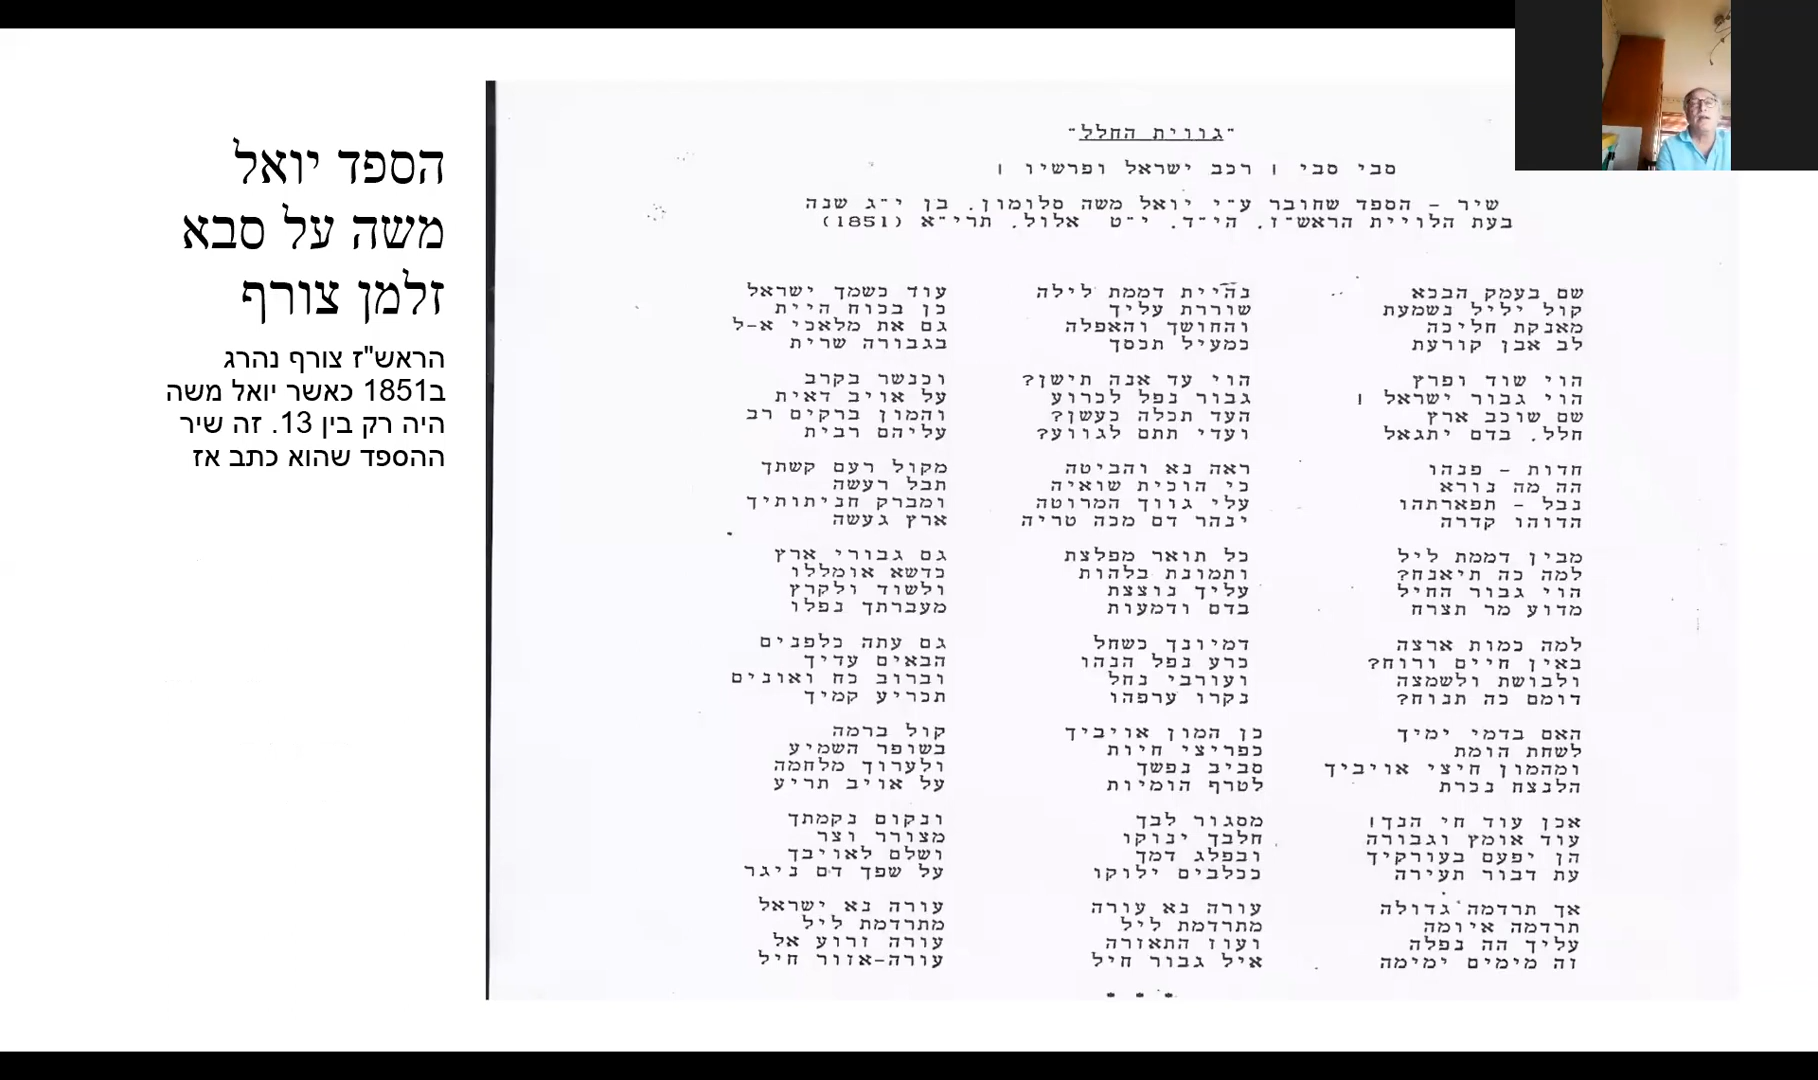 הספד יואל
משה על סבא
זלמן צורף
הראש"ז צורף נהרג
ב1851 כאשר יואל משה
היה רק בין 13. זה שיר
ההספד שהוא כתב אז
"גווית החלל"
סבי סבי ! רכב ישראל ופרשיו !
שיר - הספד שחובר ע"י יואל משה סלומון. בן י"ג שנה
בעת הלויית הראש"ז. הי"ד. י"ט אלול. תרי"א (1851)
שם בעמק הבכא
קול יליל נשמעת
מאנקת חליכה
לב אבן קורעת
הוי שוד ופרץ
הוי גבור ישראל !
שם שוכב ארץ
חלל. בדם יתגאל
חדות - פנהו
הה מה נורא
נבל - תפארתהו
הדוהו קדרה
מבין דממת ליל
למה כה תיאנח?
הוי גבור החיל
מדוע מר תצרח
למה כמות ארצה
באין חיים ורוח?
ולבושת ולשמצה
דומם כה תנוח?
האם בדמי ימיך
לשחת הומת
ומהמון חיצי אויביך
הלנצח נכרת
אכן עוד חי הנך!
עוד אומץ וגבורה
הן יפעם בעורקיך
עת דבור תעירה
אך תרדמה גדולה
תרדמה איומה
עליך הה נפלה
זה מימים ימימה
נהיית דממת לילה
שוררת עליך
והחושך והאפלה
כמעיל תכסך
הוי עד אנה תישן?
גבור נפל לכרוע
העד תכלה כעשן?
ועדי תתם לגווע?
ראה נא והביטה
כי הוכית שואיה
עלי גווך המרוטה
ינהר דם מכה טריה
כל תואר מפלצת
ותמונת בלהות
עליך נוצצת
בדם ודמעות
דמיונך כשחל
כרע נפל הנהו
ועורבי נחל
נקרו ערפהו
כן המון אויביך
כפריצי חיות
סביב נפשך
לטרף הומיות
מסגור לבך
חלבך ינוקו
ובפלג דמך
ככלבים ילוקו
עורה נא עורה
מתרדמת ליל
ועוז התאזרה
איל גבור חיל
עוד כשמך ישראל
כן בכוח היית
גם את מלאכי א-ל
בגבורה שרית
וכנשר בקרב
על אויב דאית
והמון ברקים רב
עליהם רבית
מקול רעם קשתך
תבל רעשה
ומברק חניתותיך
ארץ געשה
גם גבורי ארץ
כדשא אומללו
ולשוד ולקרץ
מעברתך נפלו
גם עתה כלפנים
הבאים עדיך
וברוב כח ואונים
תכריע קמיך
קול ברמה
בשופר השמיע
ולערוך מלחמה
על אויב תריע
ונקום נקמתך
מצורר וצר
ושלם לאויבך
על שפך דם ניגר
עורה נא ישראל
מתרדמת ליל
עורה זרוע אל
עורה-אזור חיל